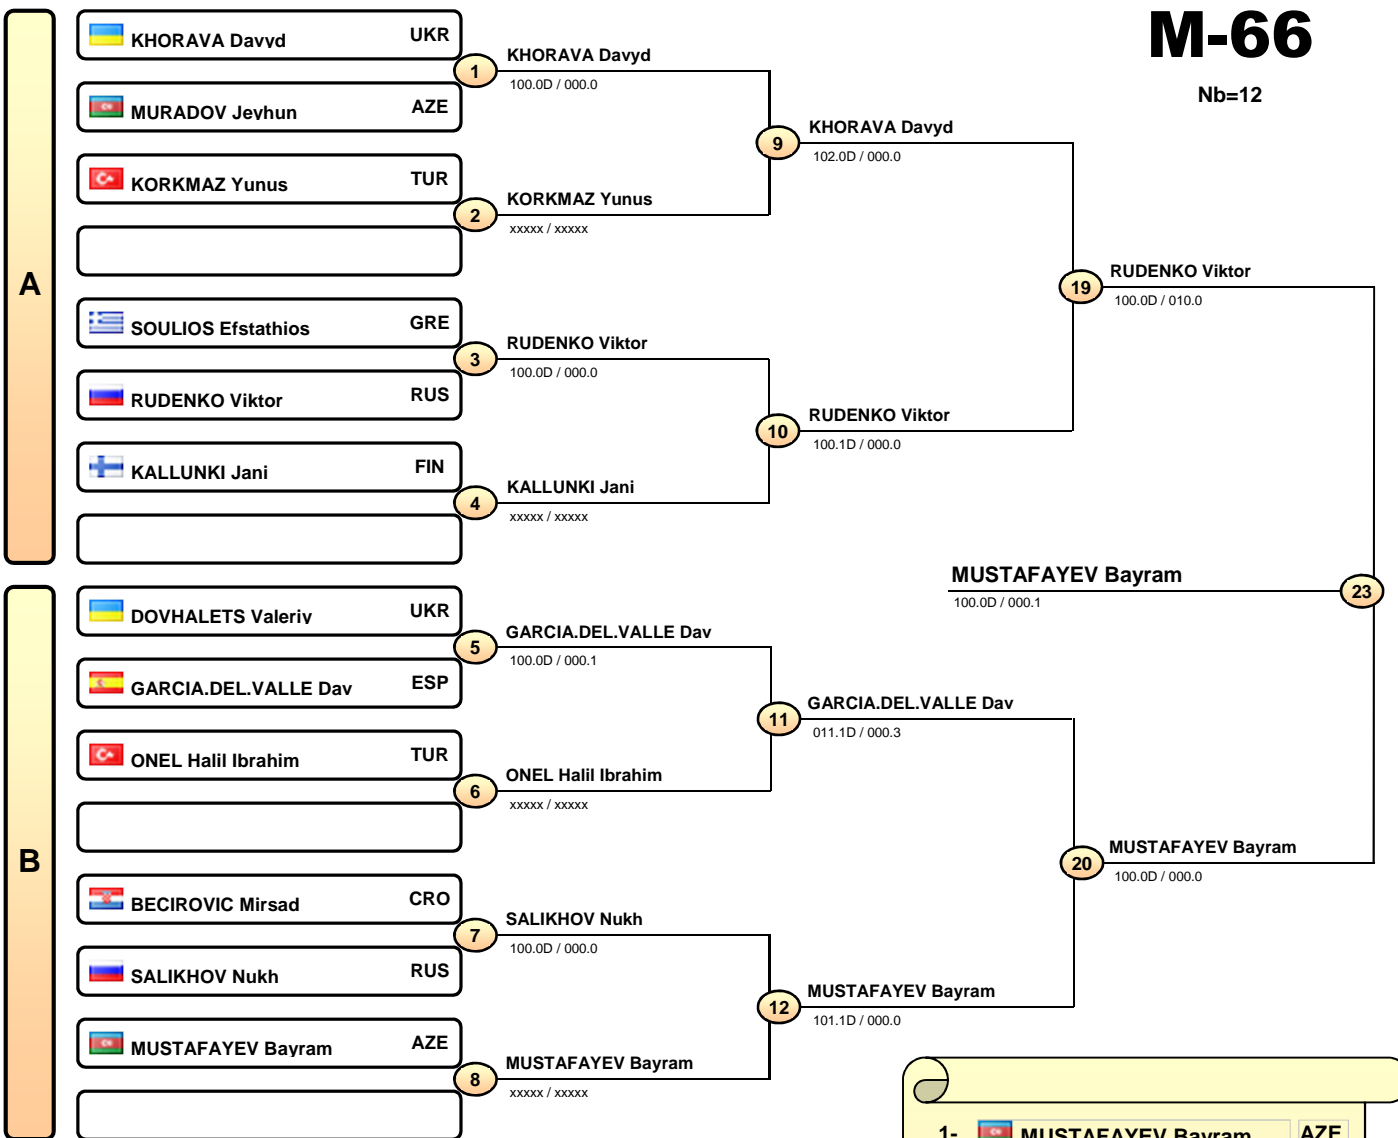 M-66
Nb=12
A
KHORAVA Davyd UKR
MURADOV Jeyhun AZE
KORKMAZ Yunus TUR
SOULIOS Efstathios GRE
RUDENKO Viktor RUS
KALLUNKI Jani FIN
B
DOVHALETS Valeriy UKR
GARCIA.DEL.VALLE Dav ESP
ONEL Halil Ibrahim TUR
BECIROVIC Mirsad CRO
SALIKHOV Nukh RUS
MUSTAFAYEV Bayram AZE
1
KHORAVA Davyd
100.0D / 000.0
2
KORKMAZ Yunus
xxxxx / xxxxx
3
RUDENKO Viktor
100.0D / 000.0
4
KALLUNKI Jani
xxxxx / xxxxx
5
GARCIA.DEL.VALLE Dav
100.0D / 000.1
6
ONEL Halil Ibrahim
xxxxx / xxxxx
7
SALIKHOV Nukh
100.0D / 000.0
8
MUSTAFAYEV Bayram
xxxxx / xxxxx
9
KHORAVA Davyd
102.0D / 000.0
10
RUDENKO Viktor
100.1D / 000.0
11
GARCIA.DEL.VALLE Dav
011.1D / 000.3
12
MUSTAFAYEV Bayram
101.1D / 000.0
19
RUDENKO Viktor
100.0D / 010.0
20
MUSTAFAYEV Bayram
100.0D / 000.0
23
MUSTAFAYEV Bayram
100.0D / 000.1
1- MUSTAFAYEV Bayram AZE